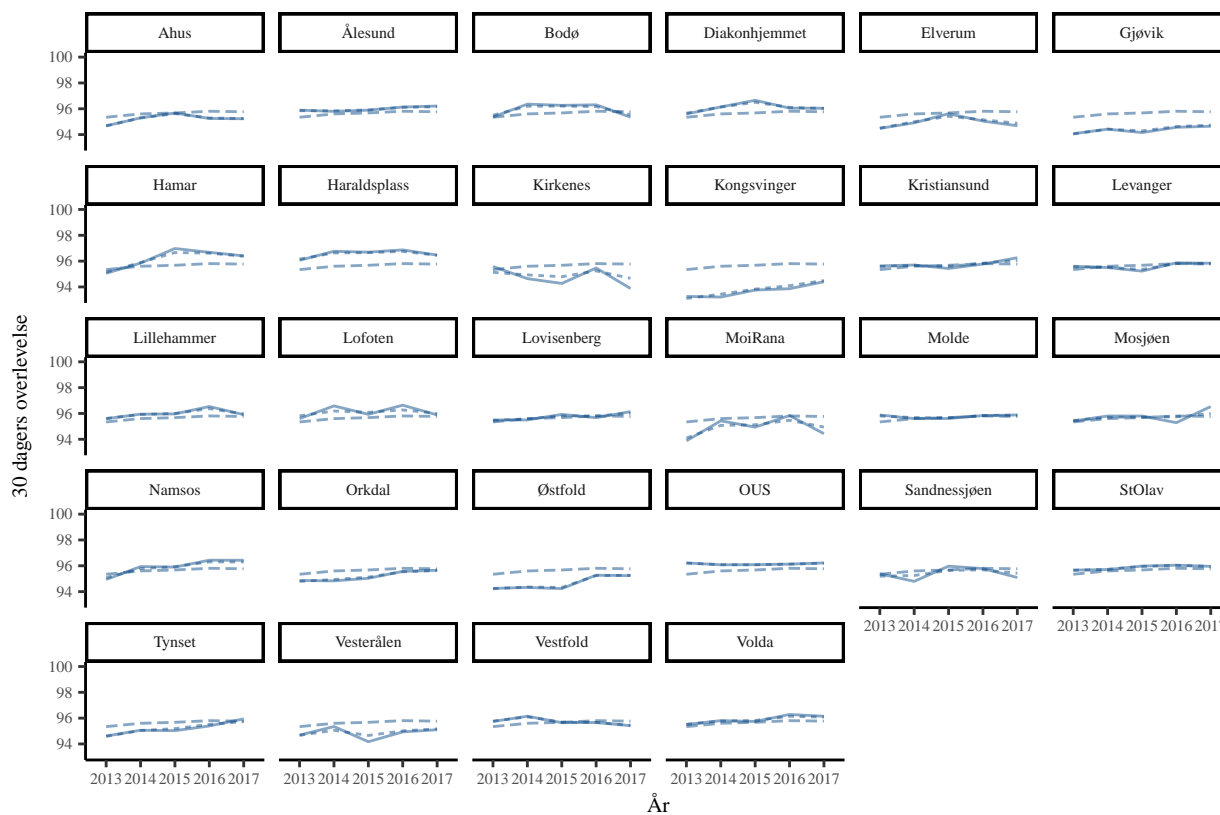 Ahus Ålesund Bodø Diakonhjemmet Elverum Gjøvik
100
98
96
94
Hamar Haraldsplass Kirkenes Kongsvinger Kristiansund Levanger
100
98
96
94
Lillehammer Lofoten Lovisenberg MoiRana Molde Mosjøen
100
98
96
94
Namsos Orkdal Østfold OUS Sandnessjøen StOlav
100
98
96
94
2013 2014 2015 2016 2017 2013 2014 2015 2016 2017
Tynset Vesterålen Vestfold Volda
100
98
96
94
2013 2014 2015 2016 2017 2013 2014 2015 2016 2017 2013 2014 2015 2016 2017 2013 2014 2015 2016 2017
År
30 dagers overlevelse